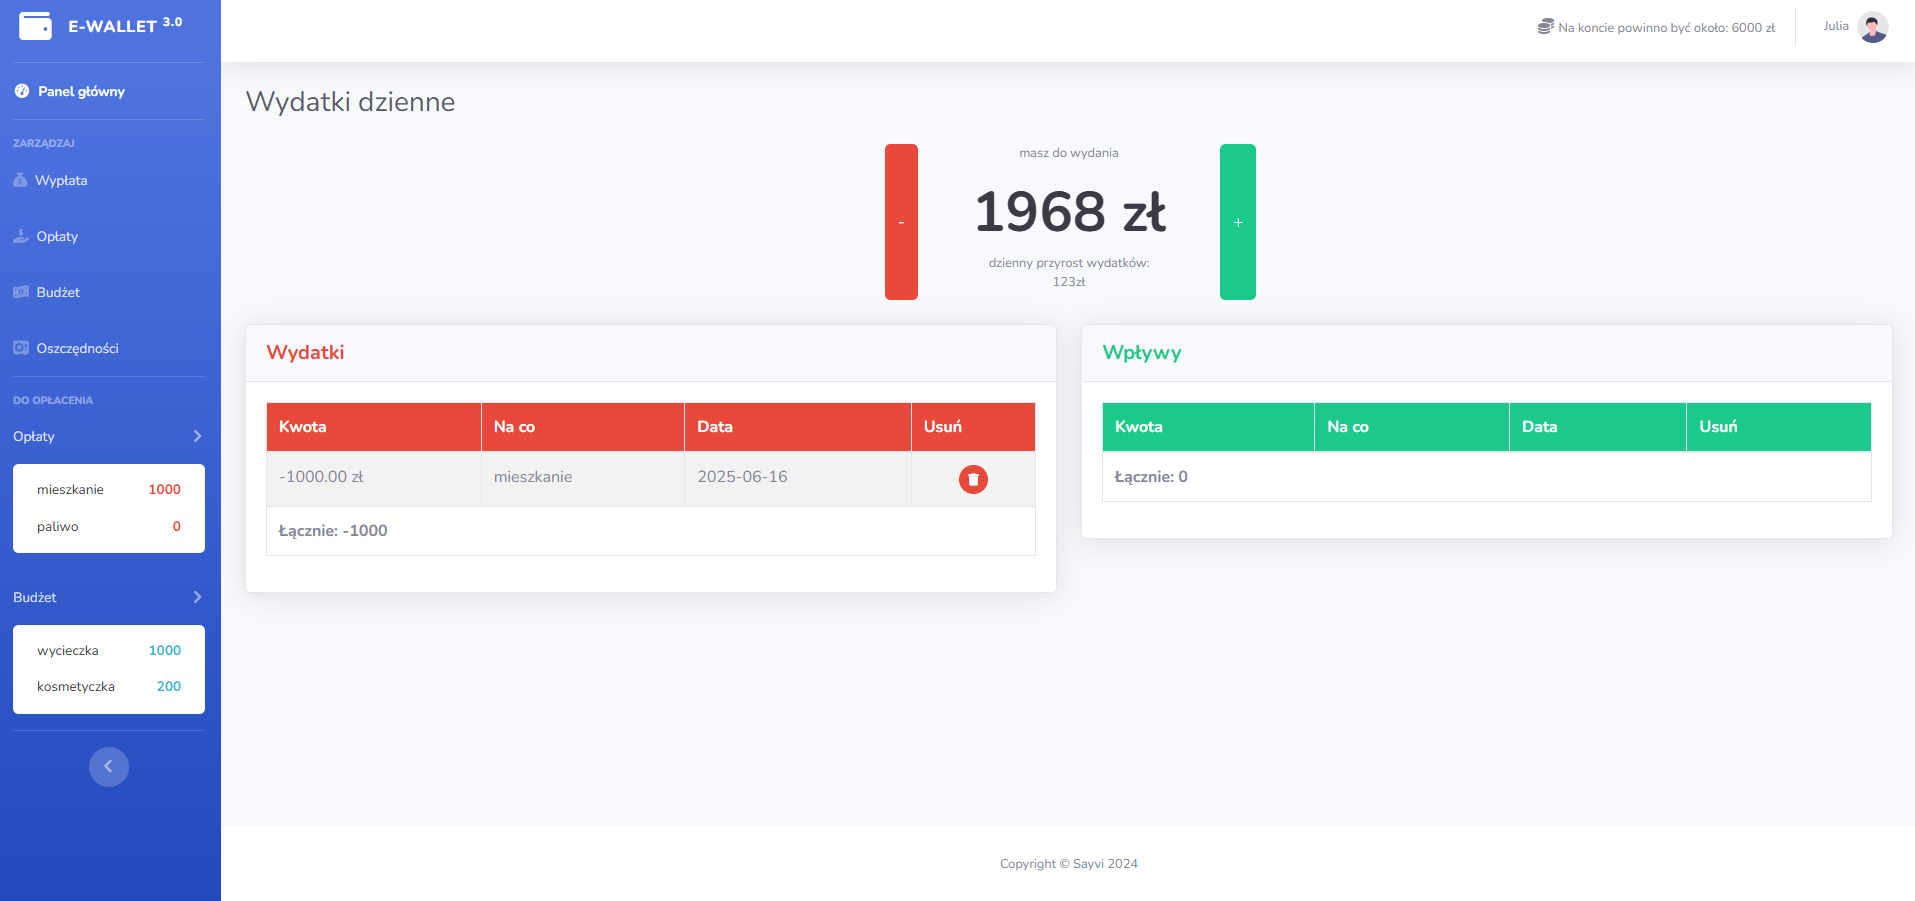 E-WALLET 3.0
Na koncie powinno być około: 6000 zł
Julia
Panel główny
ZARZĄDZAJ
Wypłata
Opłaty
Budżet
Oszczędności
DO OPŁACENIA
Opłaty
mieszkanie 1000
paliwo 0
Budżet
wycieczka 1000
kosmetyczka 200
Wydatki dzienne
-
masz do wydania
1968 zł
dzienny przyrost wydatków:
123zł
+
Wydatki
Kwota Na co Data Usuń
-1000.00 zł mieszkanie 2025-06-16
Łącznie: -1000
Wpływy
Kwota Na co Data Usuń
Łącznie: 0
Copyright © Sayvi 2024